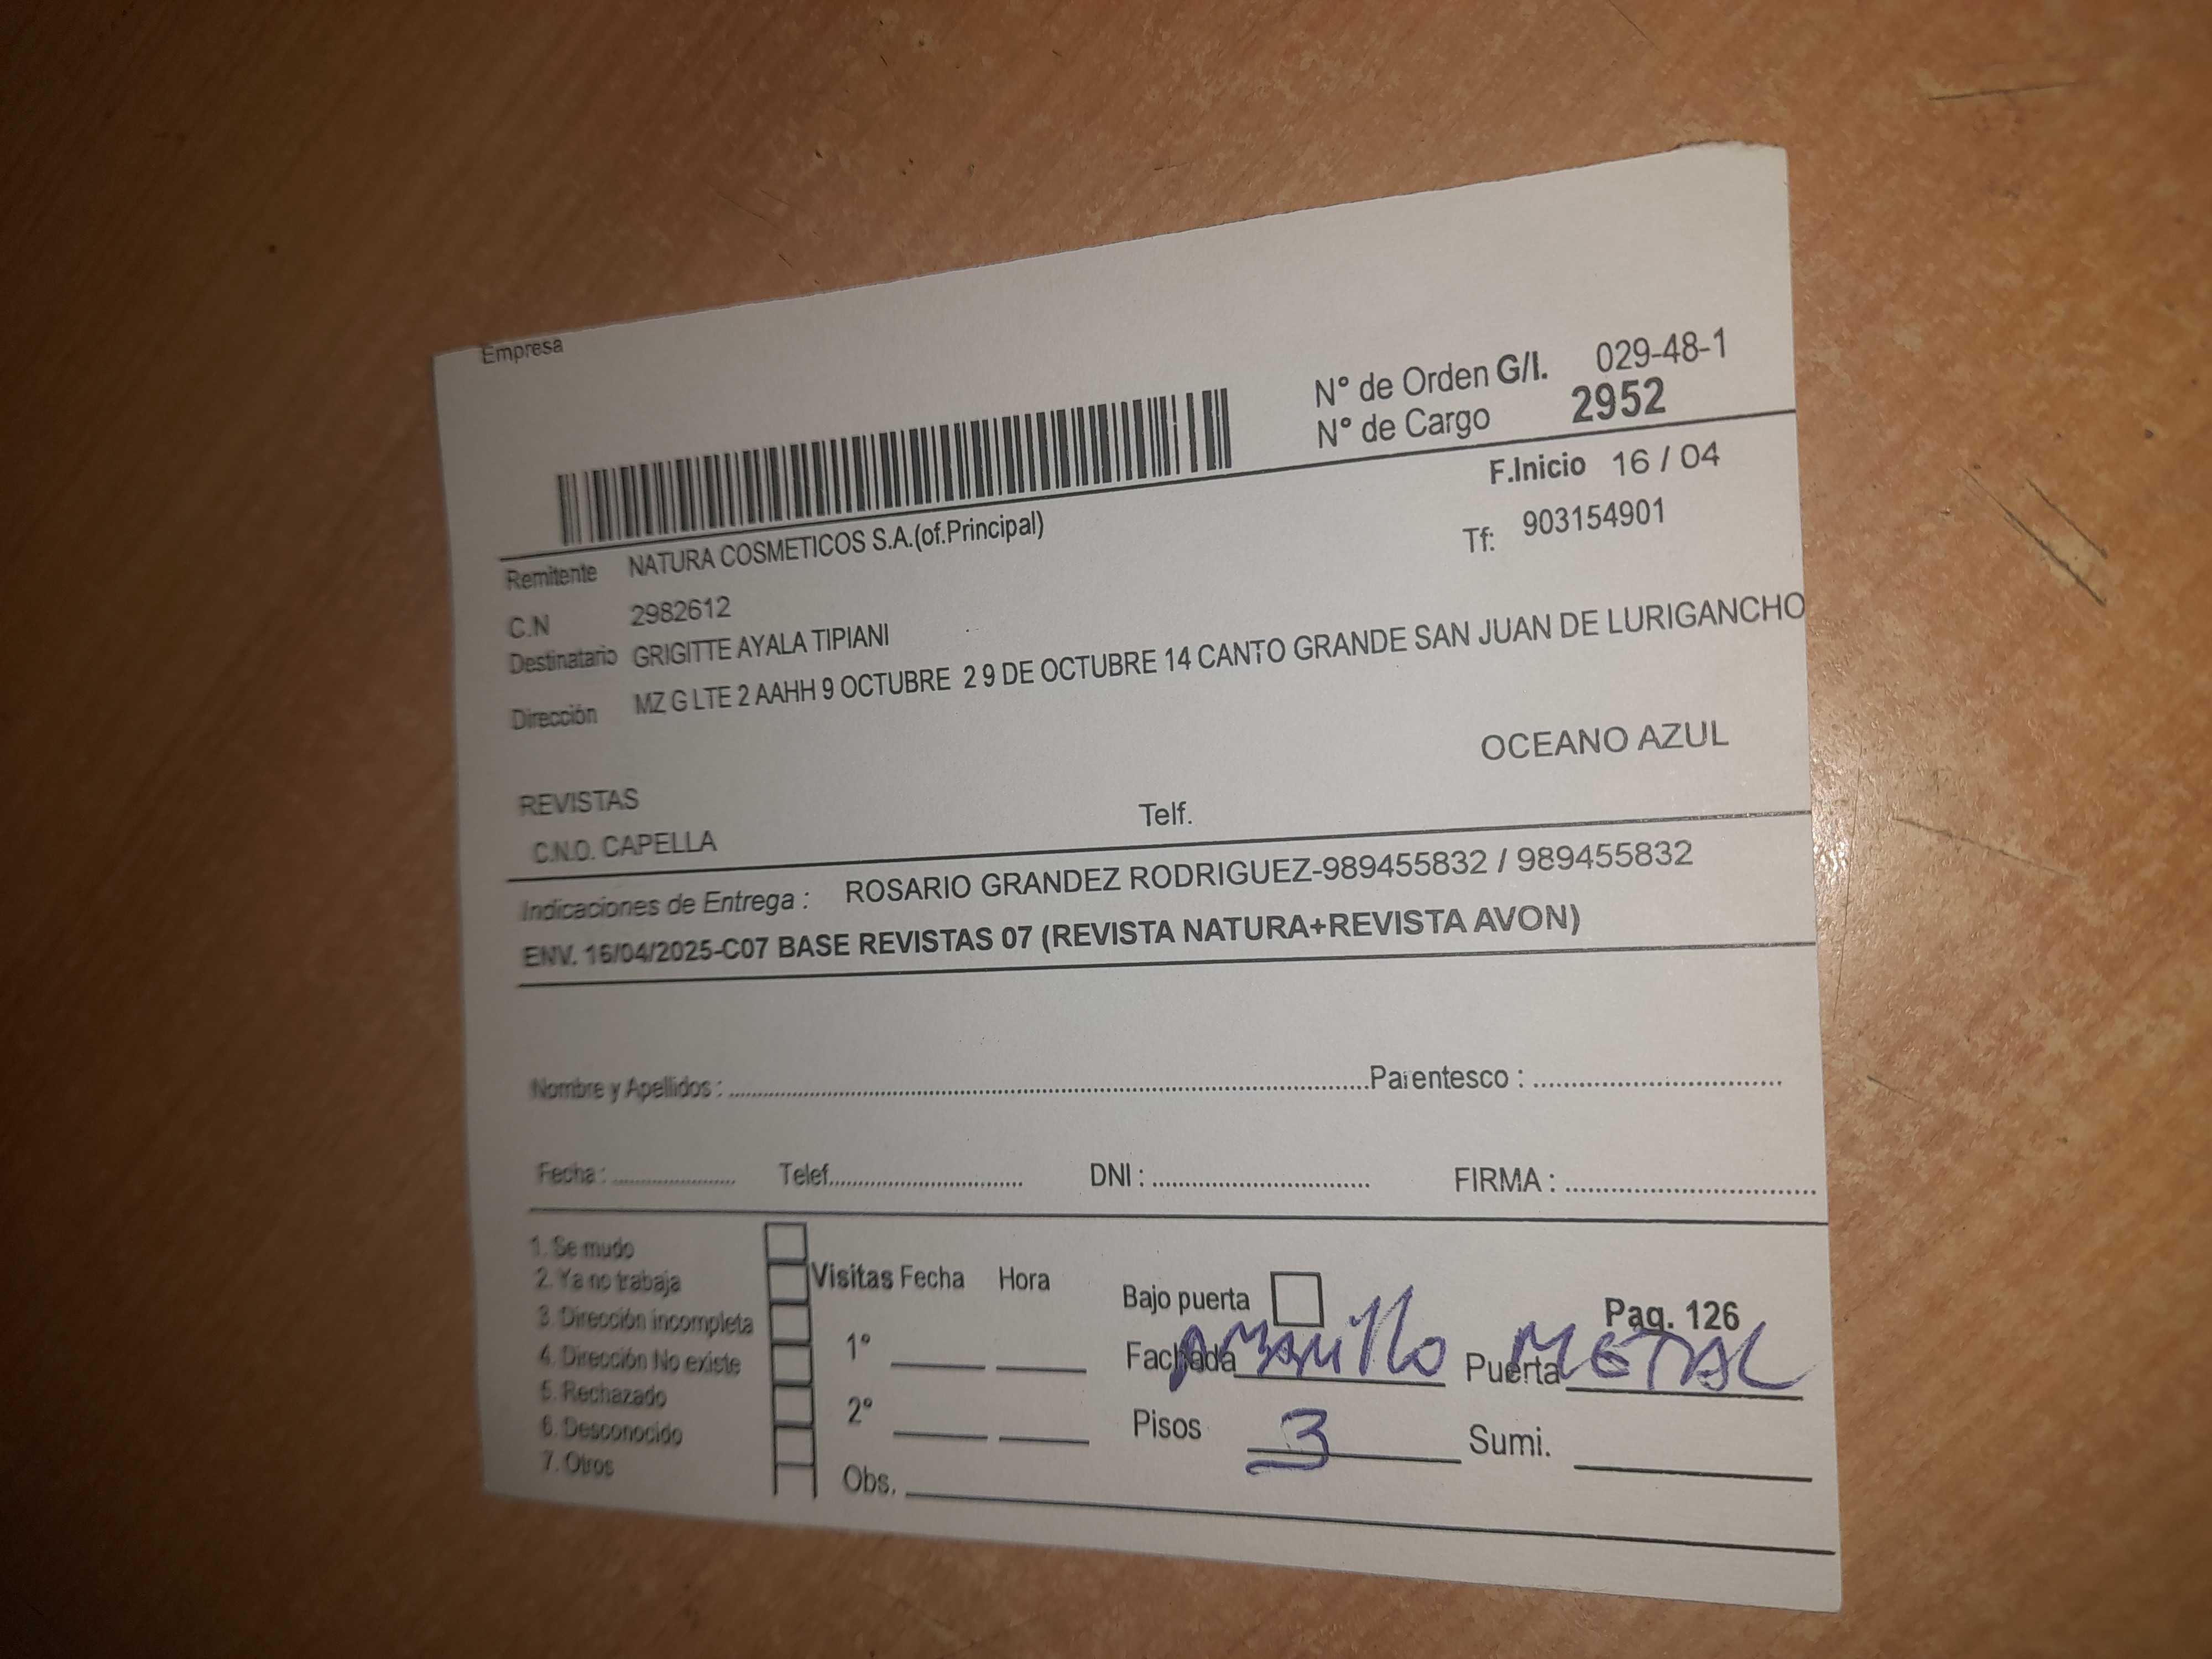 Empresa
N° de Orden G/I. 029-48-1
N° de Cargo 2952
F.Inicio 16 / 04
Remitente NATURA COSMETICOS S.A.(of.Principal)
Tf: 903154901
C.N 2982612
Destinatario GRIGITTE AYALA TIPIANI
Dirección MZ G LTE 2 AAHH 9 OCTUBRE 2 9 DE OCTUBRE 14 CANTO GRANDE SAN JUAN DE LURIGANCHO
OCEANO AZUL
REVISTAS
C.N.O. CAPELLA Telf.
Indicaciones de Entrega : ROSARIO GRANDEZ RODRIGUEZ-989455832 / 989455832
ENV. 16/04/2025-C07 BASE REVISTAS 07 (REVISTA NATURA+REVISTA AVON)
Nombre y Apellidos : Parentesco :
Fecha : Telef. DNI : FIRMA :
1. Se mudo
2. Ya no trabaja
3. Dirección incompleta
4. Dirección No existe
5. Rechazado
6. Desconocido
7. Otros
Visitas Fecha Hora
1°
2°
Obs.
Bajo puerta Pag. 126
Fachada AMARillo Puerta METAL
Pisos 3 Sumi.